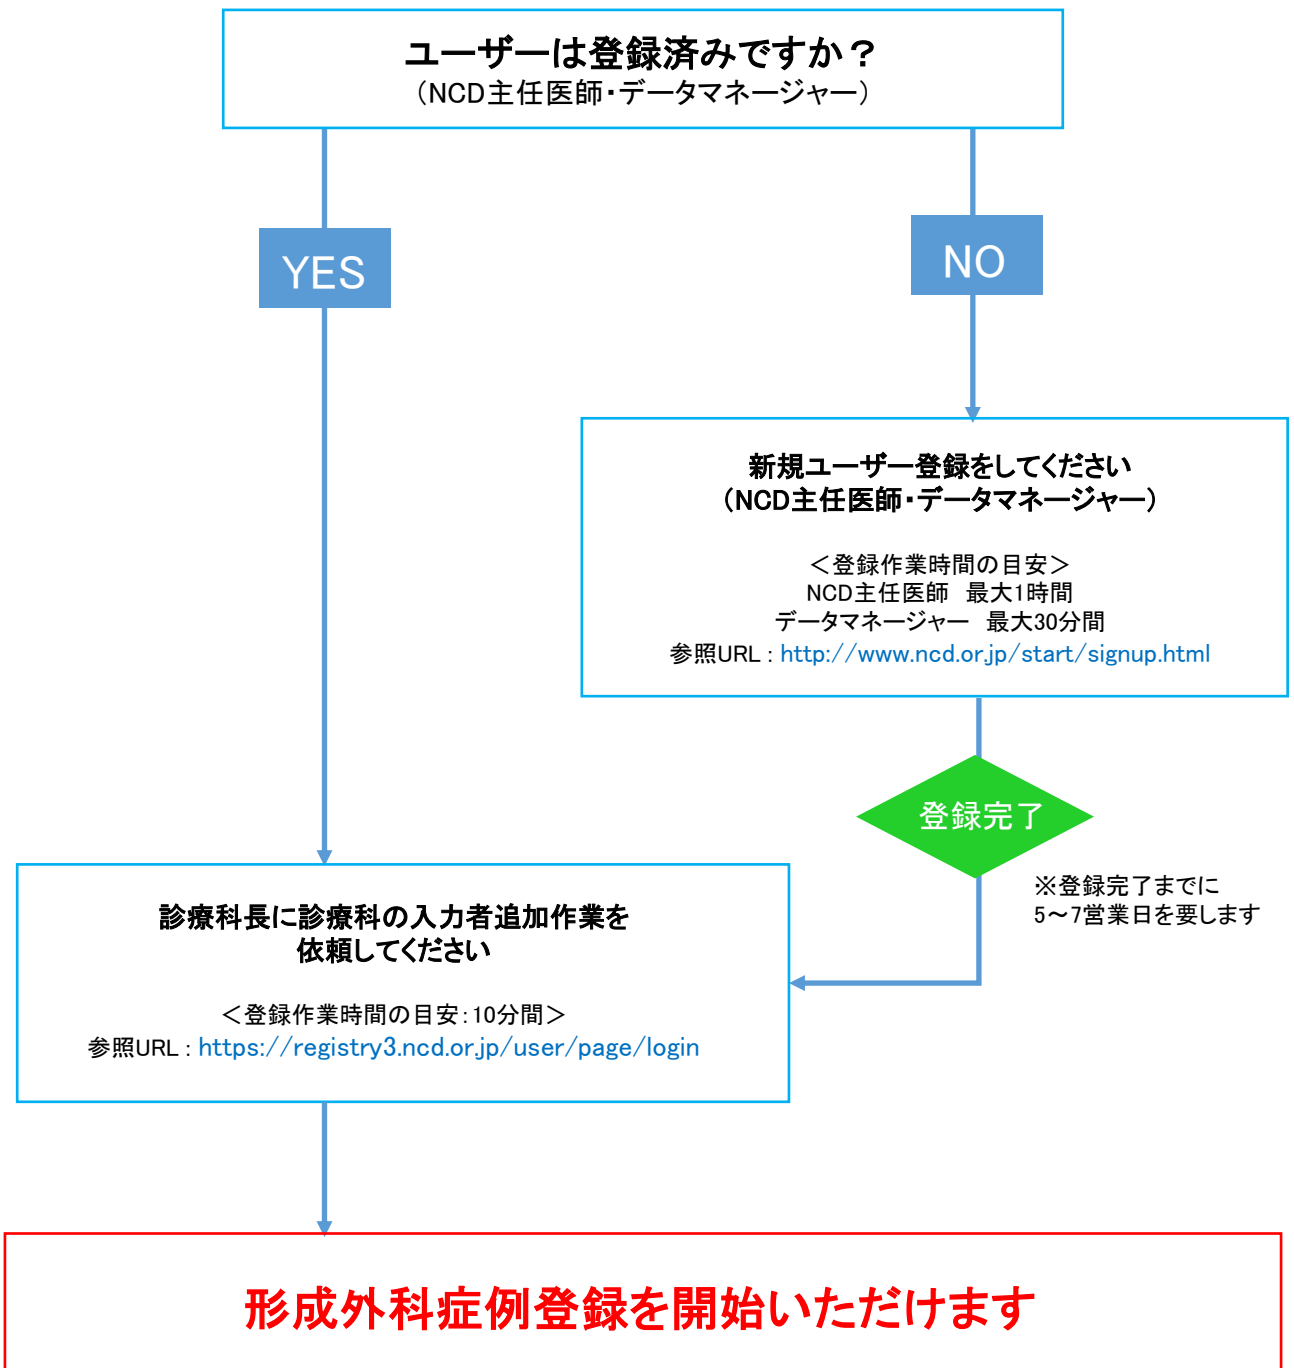 ユーザーは登録済みですか？
（NCD主任医師・データマネージャー）
YES
NO
新規ユーザー登録をしてください
（NCD主任医師・データマネージャー）
＜登録作業時間の目安＞
NCD主任医師　最大1時間
データマネージャー　最大30分間
参照URL：http://www.ncd.or.jp/start/signup.html
登録完了
※登録完了までに
5～7営業日を要します
診療科長に診療科の入力者追加作業を
依頼してください
＜登録作業時間の目安：10分間＞
参照URL：https://registry3.ncd.or.jp/user/page/login
形成外科症例登録を開始いただけます